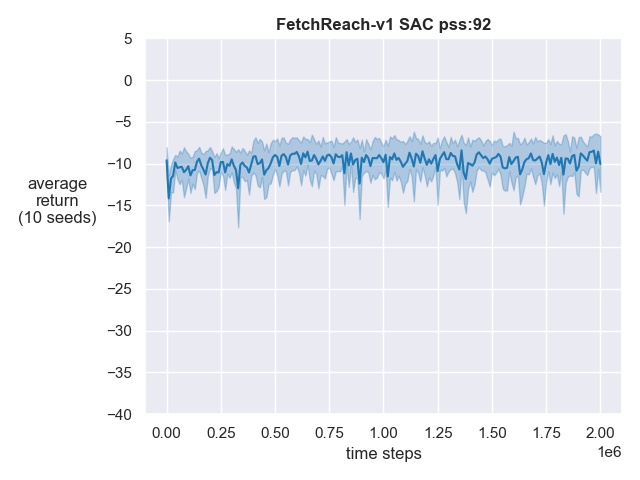 FetchReach-v1 SAC pss:92
5
0
−5
−10
−15
−20
−25
−30
−35
−40
average
return
(10 seeds)
0.00 0.25 0.50 0.75 1.00 1.25 1.50 1.75 2.00
time steps
1e6